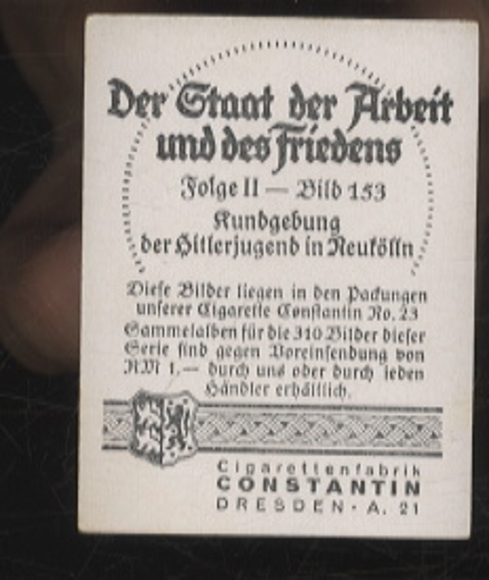 Der Staat der Arbeit
und des Friedens
Folge II — Bild 153
Kundgebung
der Hitlerjugend in Neukölln
Diese Bilder liegen in den Packungen
unserer Cigarette Constantin No. 23
Sammelalben für die 310 Bilder dieser
Serie sind gegen Voreinsendung von
RM 1.— durch uns oder durch jeden
Händler erhältlich.
Cigarettenfabrik
CONSTANTIN
DRESDEN - A. 21